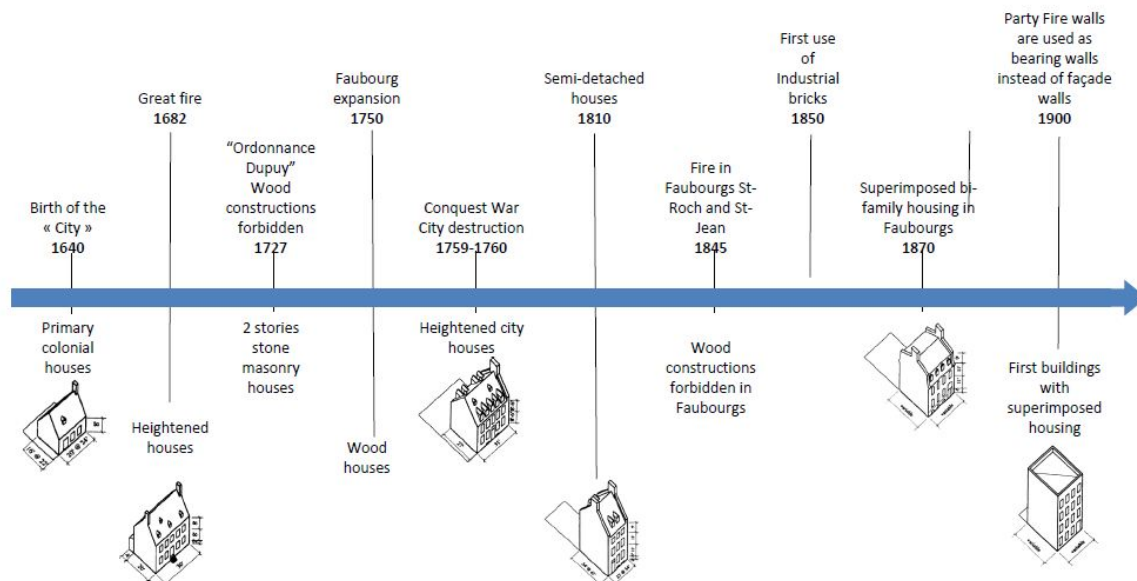 Birth of the
« City »
1640
Great fire
1682
“Ordonnance
Dupuy”
Wood
constructions
forbidden
1727
Faubourg
expansion
1750
Conquest War
City destruction
1759-1760
Semi-detached
houses
1810
Fire in
Faubourgs St-
Roch and St-
Jean
1845
First use
of
Industrial
bricks
1850
Superimposed bi-
family housing in
Faubourgs
1870
Party Fire walls
are used as
bearing walls
instead of façade
walls
1900
Primary
colonial
houses
Heightened
houses
2 stories
stone
masonry
houses
Wood
houses
Heightened city
houses
Wood
constructions
forbidden in
Faubourgs
First buildings
with
superimposed
housing